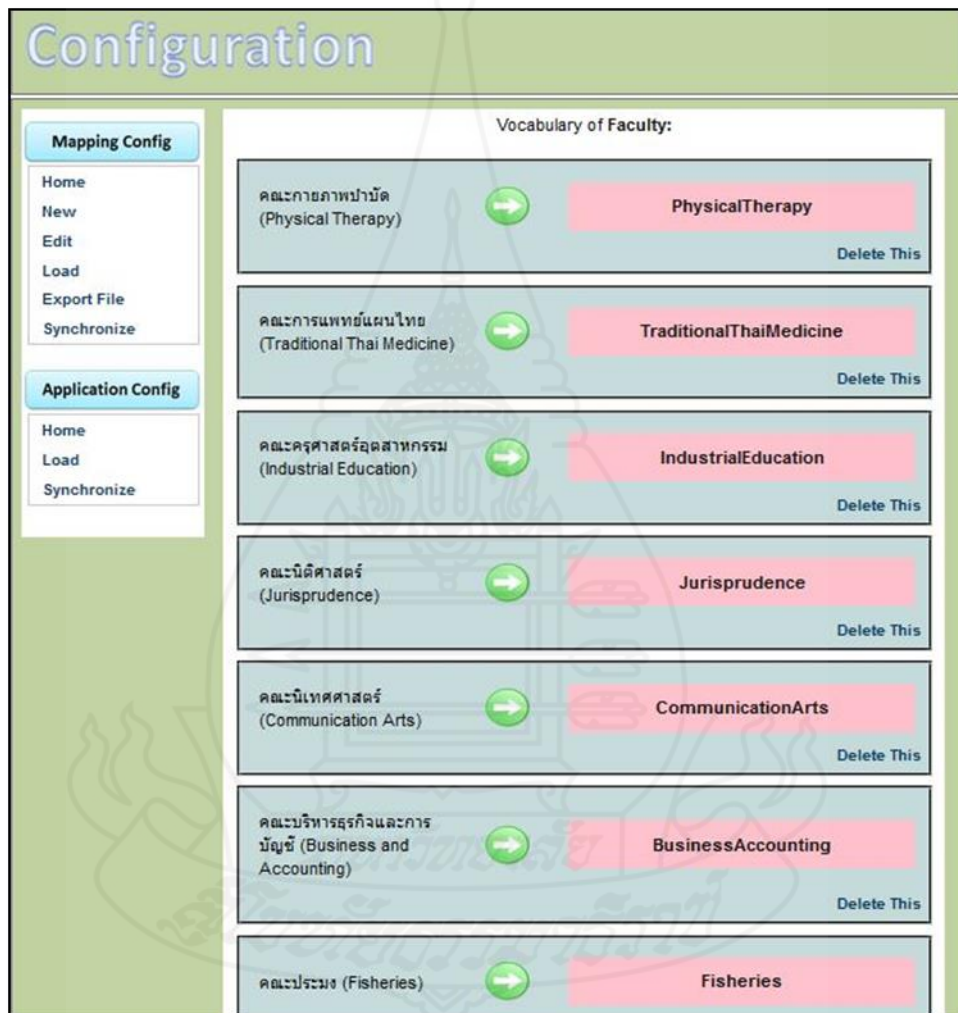 Configuration
Mapping Config
Home
New
Edit
Load
Export File
Synchronize
Application Config
Home
Load
Synchronize
Vocabulary of Faculty:
คณะกายภาพบำบัด
(Physical Therapy)
PhysicalTherapy
Delete This
คณะการแพทย์แผนไทย
(Traditional Thai Medicine)
TraditionalThaiMedicine
Delete This
คณะครุศาสตร์อุตสาหกรรม
(Industrial Education)
IndustrialEducation
Delete This
คณะนิติศาสตร์
(Jurisprudence)
Jurisprudence
Delete This
คณะนิเทศศาสตร์
(Communication Arts)
CommunicationArts
Delete This
คณะบริหารธุรกิจและการ
บัญชี (Business and
Accounting)
BusinessAccounting
Delete This
คณะประมง (Fisheries)
Fisheries